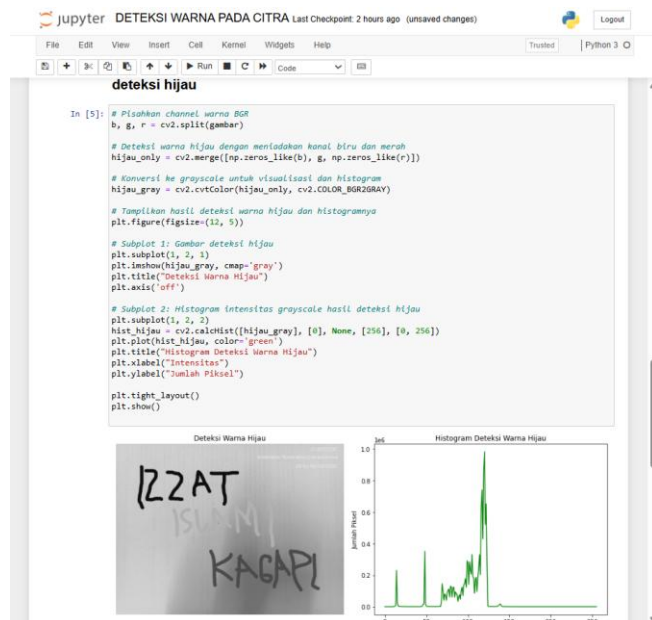 jupyter DETEKSI WARNA PADA CITRA Last Checkpoint: 2 hours ago (unsaved changes)
Logout
File Edit View Insert Cell Kernel Widgets Help
Trusted Python 3
Run Code
deteksi hijau
In [5]: # Pisahkan channel warna BGR
b, g, r = cv2.split(gambar)
# Deteksi warna hijau dengan meniadakan kanal biru dan merah
hijau_only = cv2.merge([np.zeros_like(b), g, np.zeros_like(r)])
# Konversi ke grayscale untuk visualisasi dan histogram
hijau_gray = cv2.cvtColor(hijau_only, cv2.COLOR_BGR2GRAY)
# Tampilkan hasil deteksi warna hijau dan histogramnya
plt.figure(figsize=(12, 5))
# Subplot 1: Gambar deteksi hijau
plt.subplot(1, 2, 1)
plt.imshow(hijau_gray, cmap='gray')
plt.title("Deteksi Warna Hijau")
plt.axis('off')
# Subplot 2: Histogram intensitas grayscale hasil deteksi hijau
plt.subplot(1, 2, 2)
hist_hijau = cv2.calcHist([hijau_gray], [0], None, [256], [0, 256])
plt.plot(hist_hijau, color='green')
plt.title("Histogram Deteksi Warna Hijau")
plt.xlabel("Intensitas")
plt.ylabel("Jumlah Piksel")
plt.tight_layout()
plt.show()
Deteksi Warna Hijau
IZZAT
ISLAMI
KAGAPI
1e6 Histogram Deteksi Warna Hijau
Jumlah Piksel
1.0
0.8
0.6
0.4
0.2
0.0